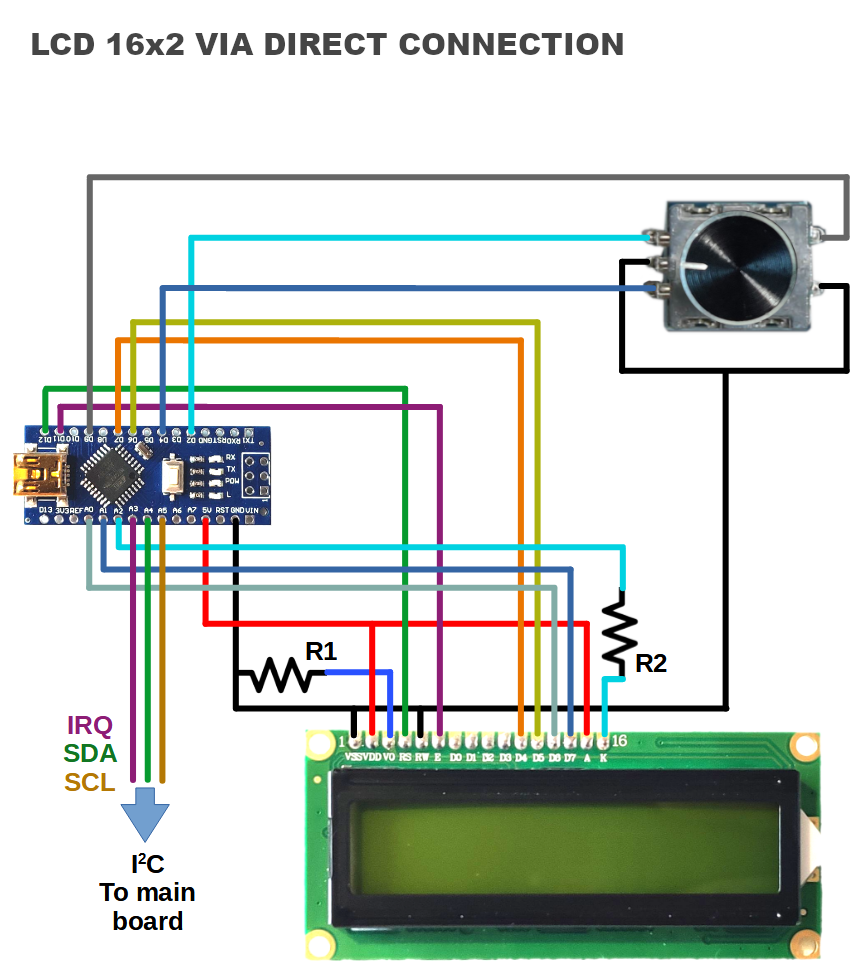 LCD 16x2 VIA DIRECT CONNECTION
D12 D11 D10 D9 D8 D7 D6 D5 D4 D3 D2 GND RST RX0 TX1
RX
TX
POW
L
D13 3V3 REF A0 A1 A2 A3 A4 A5 A6 A7 5V RST GND VIN
R1
R2
IRQ
SDA
SCL
1 16
VSS VDD VO RS RW E D0 D1 D2 D3 D4 D5 D6 D7 A K
I²C
To main
board